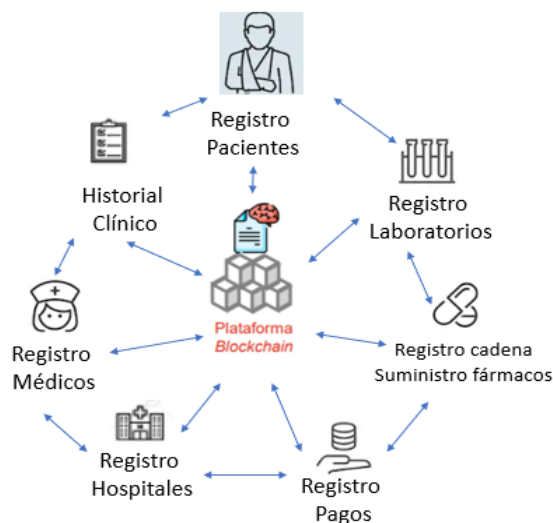 Registro
Pacientes
Historial
Clínico
Registro
Laboratorios
Plataforma
Blockchain
Registro
Médicos
Registro cadena
Suministro fármacos
Registro
Hospitales
Registro
Pagos